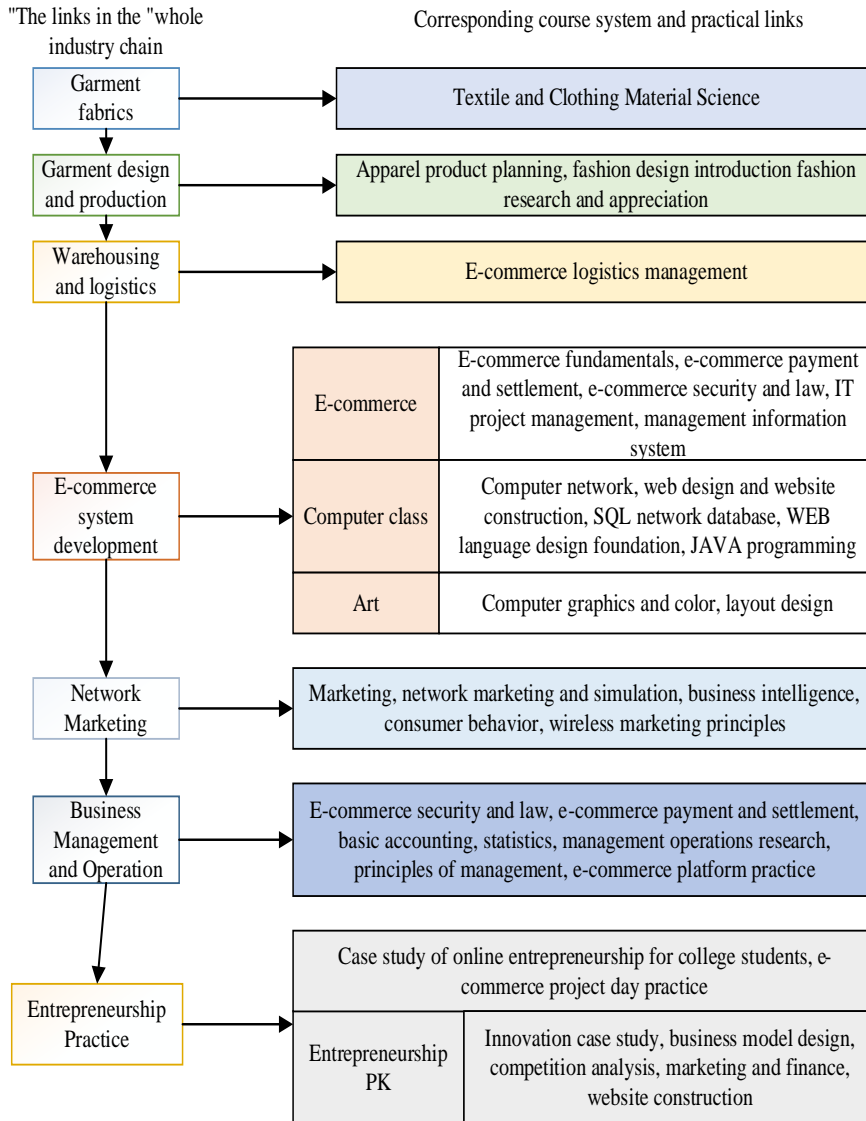 "The links in the "whole
industry chain
Corresponding course system and practical links
Garment
fabrics
Textile and Clothing Material Science
Garment design
and production
Apparel product planning, fashion design introduction fashion
research and appreciation
Warehousing
and logistics
E-commerce logistics management
E-commerce
system
development
E-commerce
E-commerce fundamentals, e-commerce payment
and settlement, e-commerce security and law, IT
project management, management information
system
Computer class
Computer network, web design and website
construction, SQL network database, WEB
language design foundation, JAVA programming
Art
Computer graphics and color, layout design
Network
Marketing
Marketing, network marketing and simulation, business intelligence,
consumer behavior, wireless marketing principles
Business
Management
and Operation
E-commerce security and law, e-commerce payment and settlement,
basic accounting, statistics, management operations research,
principles of management, e-commerce platform practice
Entrepreneurship
Practice
Case study of online entrepreneurship for college students, e-
commerce project day practice
Entrepreneurship
PK
Innovation case study, business model design,
competition analysis, marketing and finance,
website construction